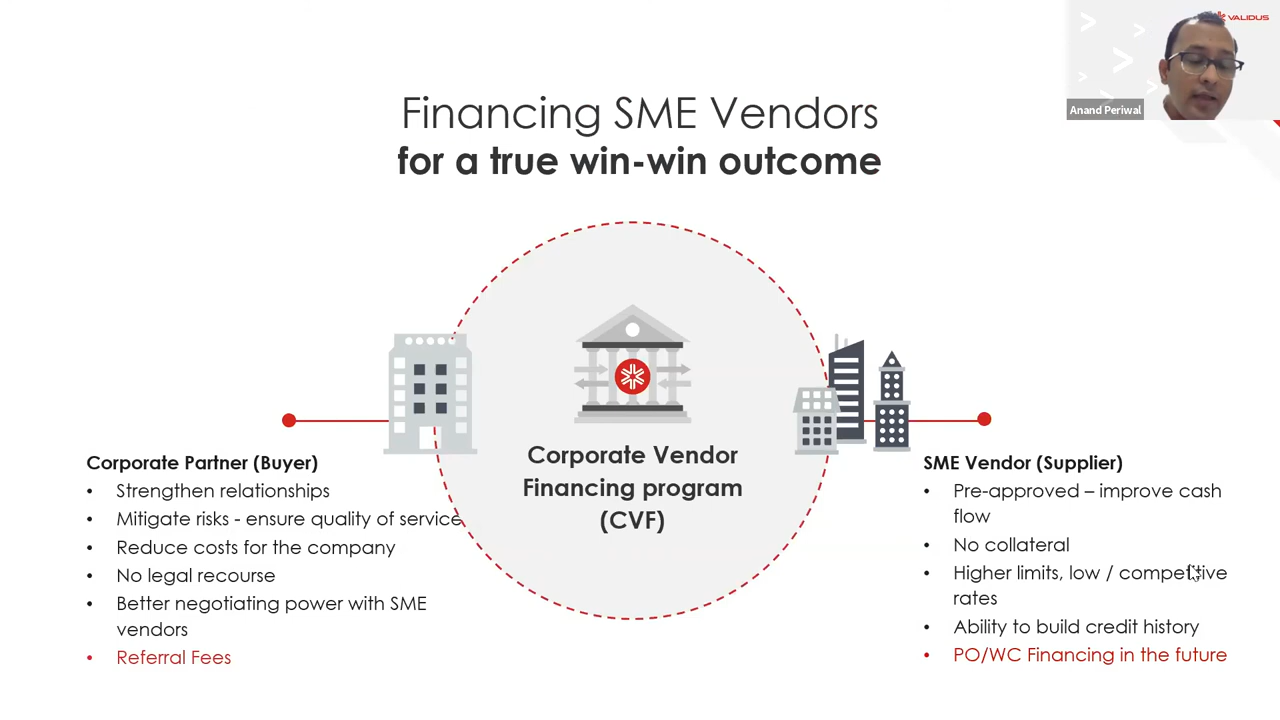 VALIDUS
Anand Periwal
Financing SME Vendors
for a true win-win outcome
Corporate Vendor
Financing program
(CVF)
Corporate Partner (Buyer)
• Strengthen relationships
• Mitigate risks - ensure quality of service
• Reduce costs for the company
• No legal recourse
• Better negotiating power with SME
vendors
• Referral Fees
SME Vendor (Supplier)
• Pre-approved – improve cash
flow
• No collateral
• Higher limits, low / competitive
rates
• Ability to build credit history
• PO/WC Financing in the future